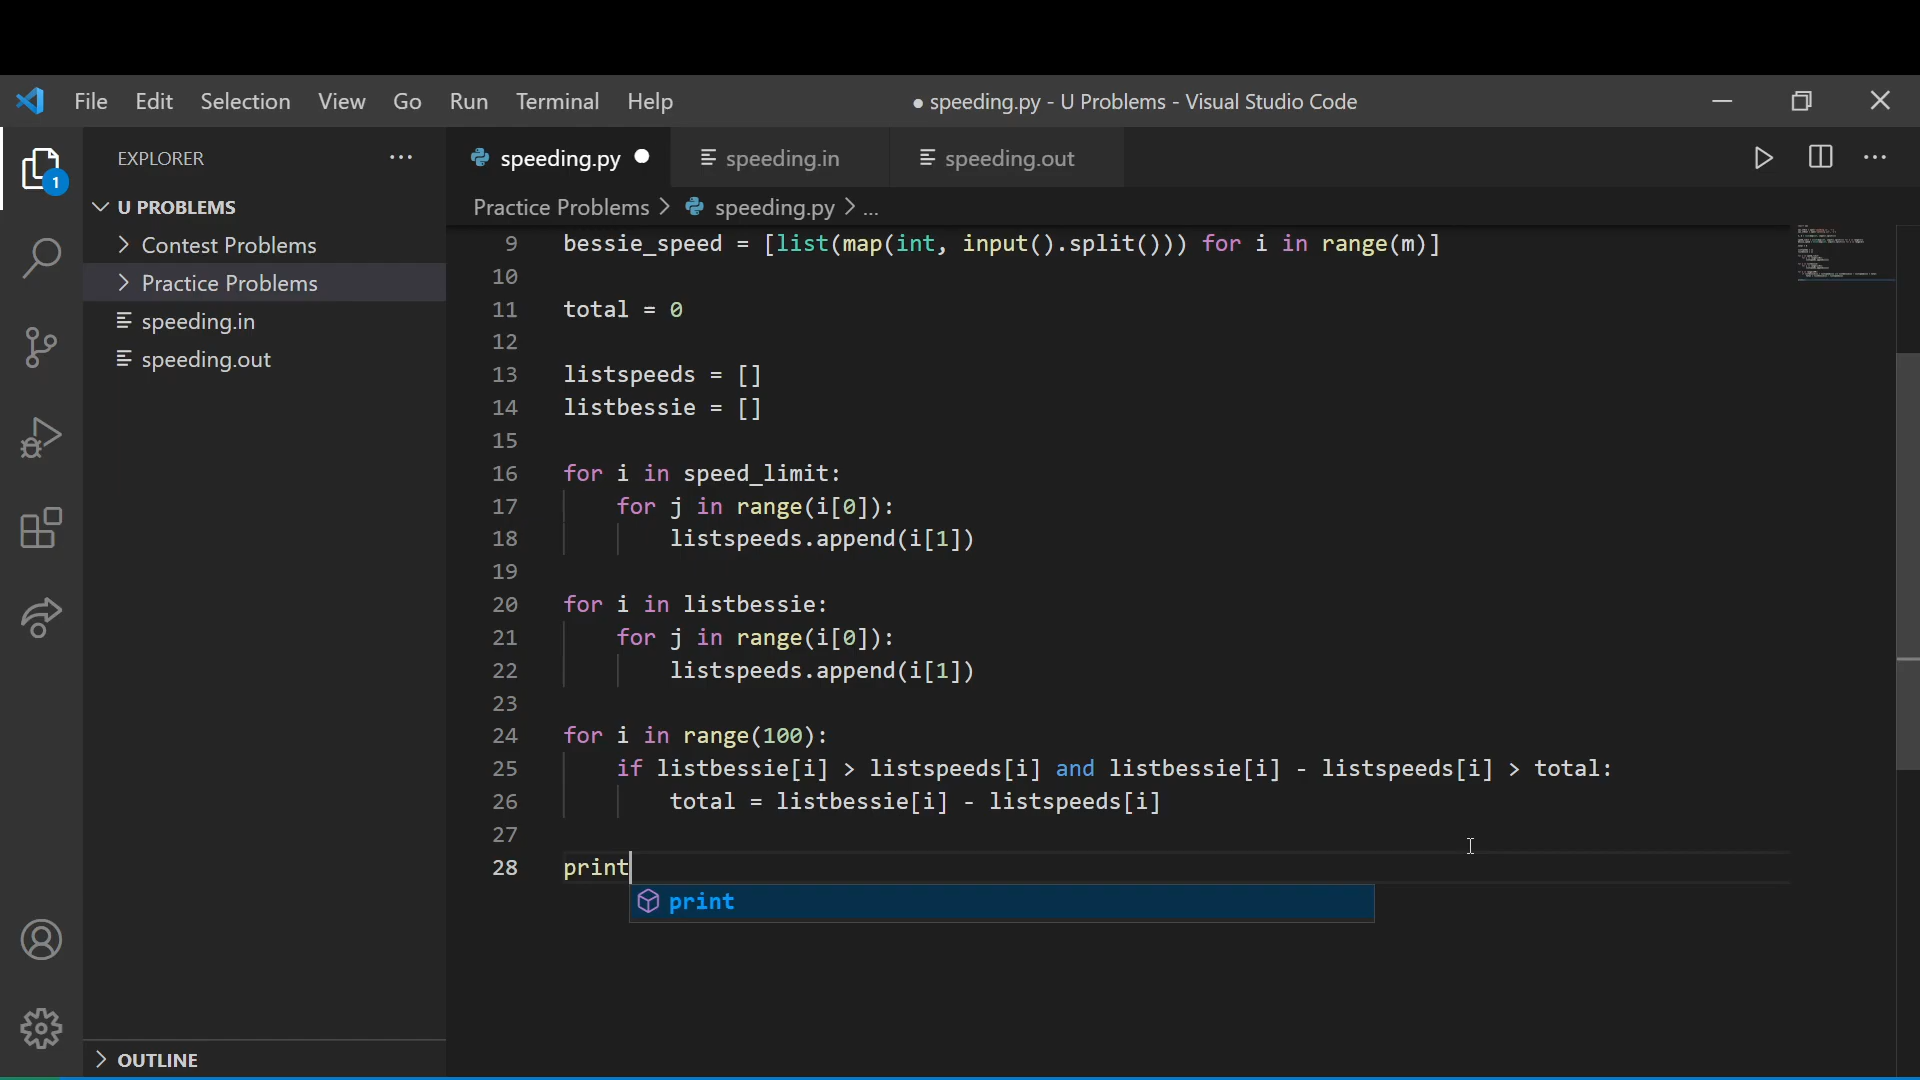 File Edit Selection View Go Run Terminal Help
● speeding.py - U Problems - Visual Studio Code
EXPLORER
1
U PROBLEMS
Contest Problems
Practice Problems
speeding.in
speeding.out
OUTLINE
speeding.py speeding.in speeding.out
Practice Problems > speeding.py > ...
9 bessie_speed = [list(map(int, input().split())) for i in range(m)]
10
11 total = 0
12
13 listspeeds = []
14 listbessie = []
15
16 for i in speed_limit:
17 for j in range(i[0]):
18 listspeeds.append(i[1])
19
20 for i in listbessie:
21 for j in range(i[0]):
22 listspeeds.append(i[1])
23
24 for i in range(100):
25 if listbessie[i] > listspeeds[i] and listbessie[i] - listspeeds[i] > total:
26 total = listbessie[i] - listspeeds[i]
27
28 print
print